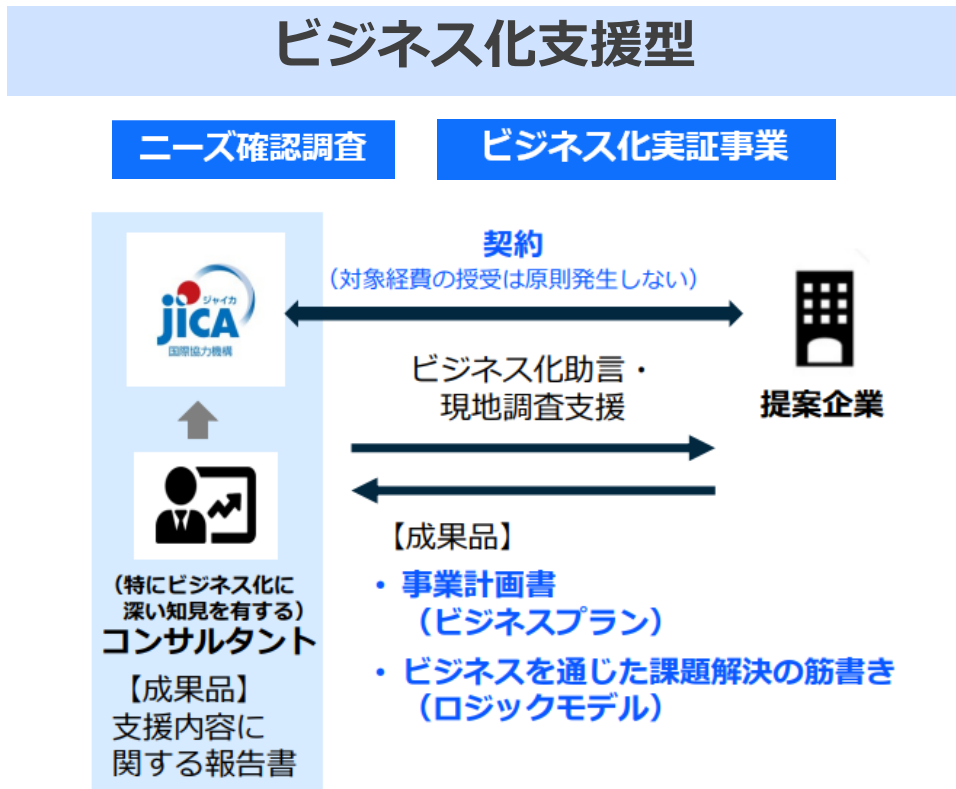 ビジネス化支援型
ニーズ確認調査
ビジネス化実証事業
ジャイカ
JICA
国際協力機構
契約
（対象経費の授受は原則発生しない）
ビジネス化助言・
現地調査支援
提案企業
（特にビジネス化に
深い知見を有する）
コンサルタント
【成果品】
支援内容に
関する報告書
【成果品】
・ 事業計画書
（ビジネスプラン）
・ ビジネスを通じた課題解決の筋書き
（ロジックモデル）